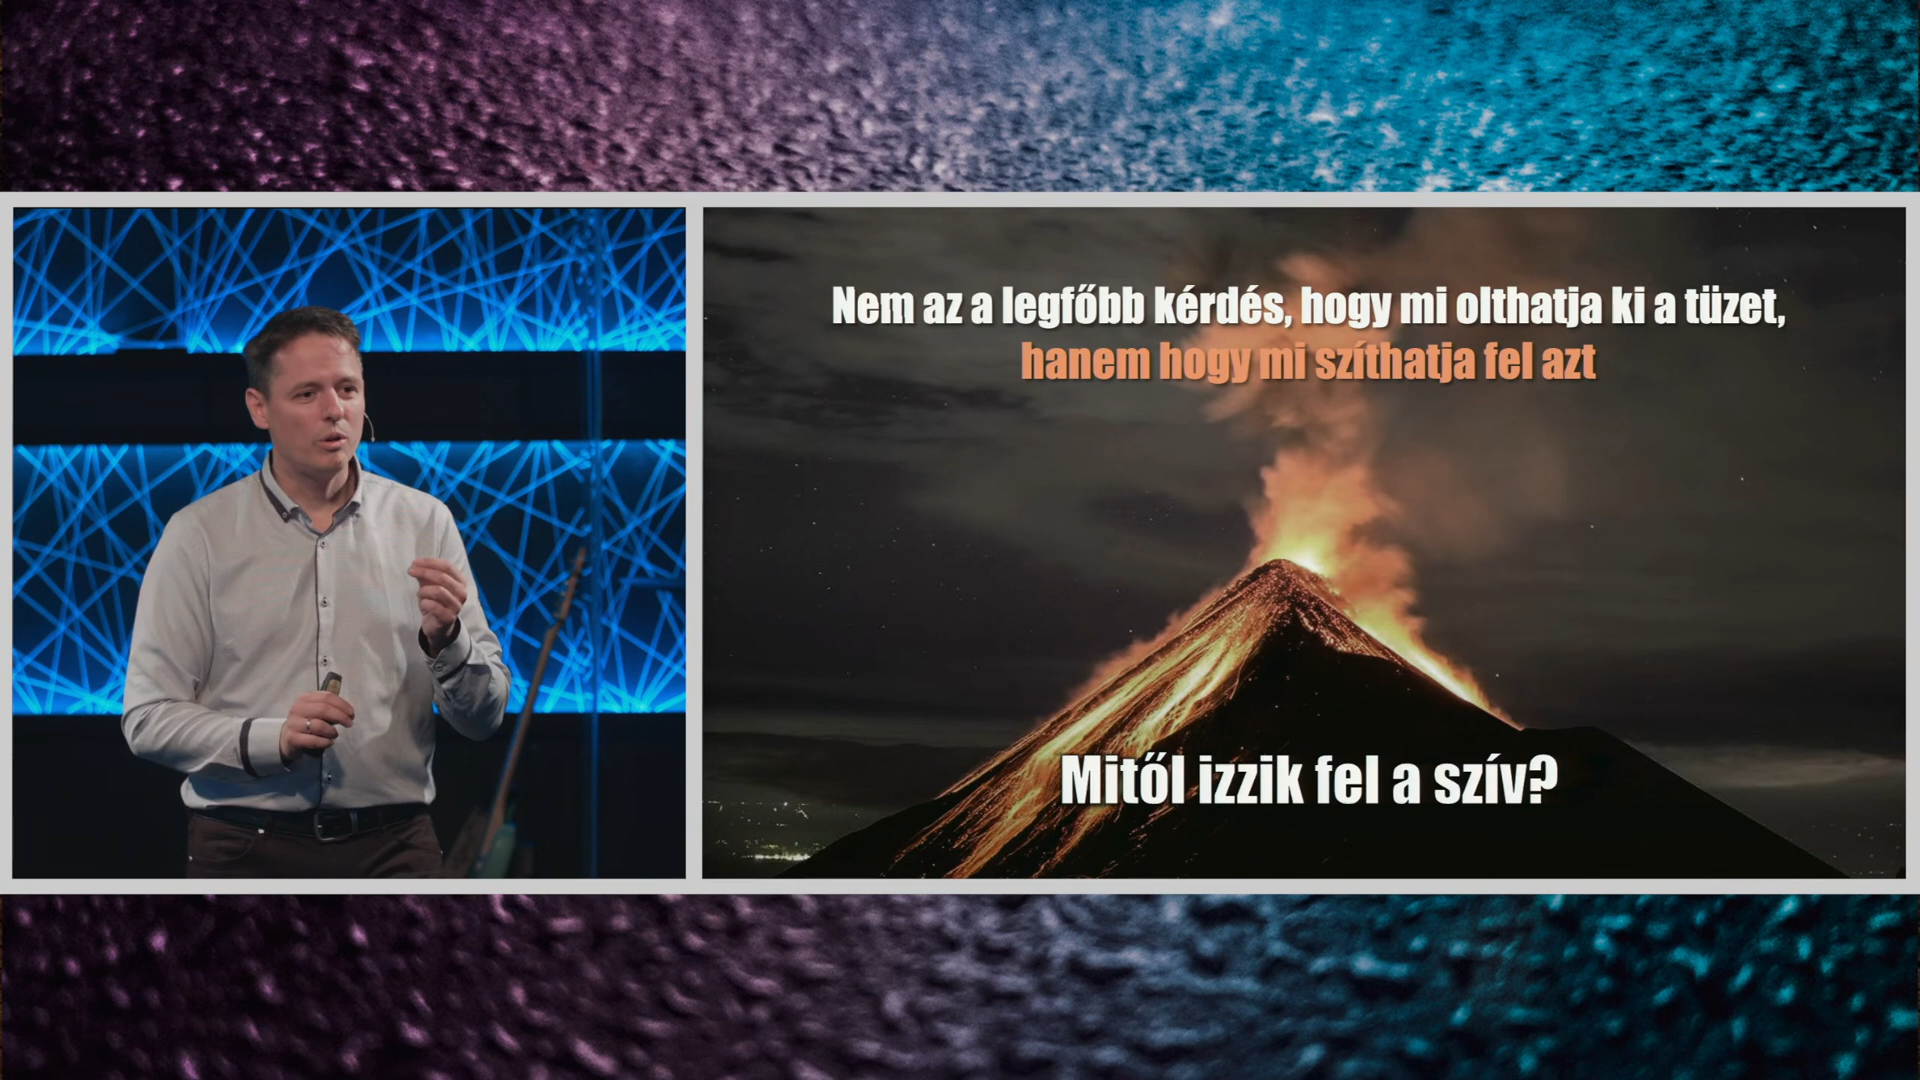 Nem az a legfőbb kérdés, hogy mi olthatja ki a tüzet,
hanem hogy mi szíthatja fel azt
Mitől izzik fel a szív?